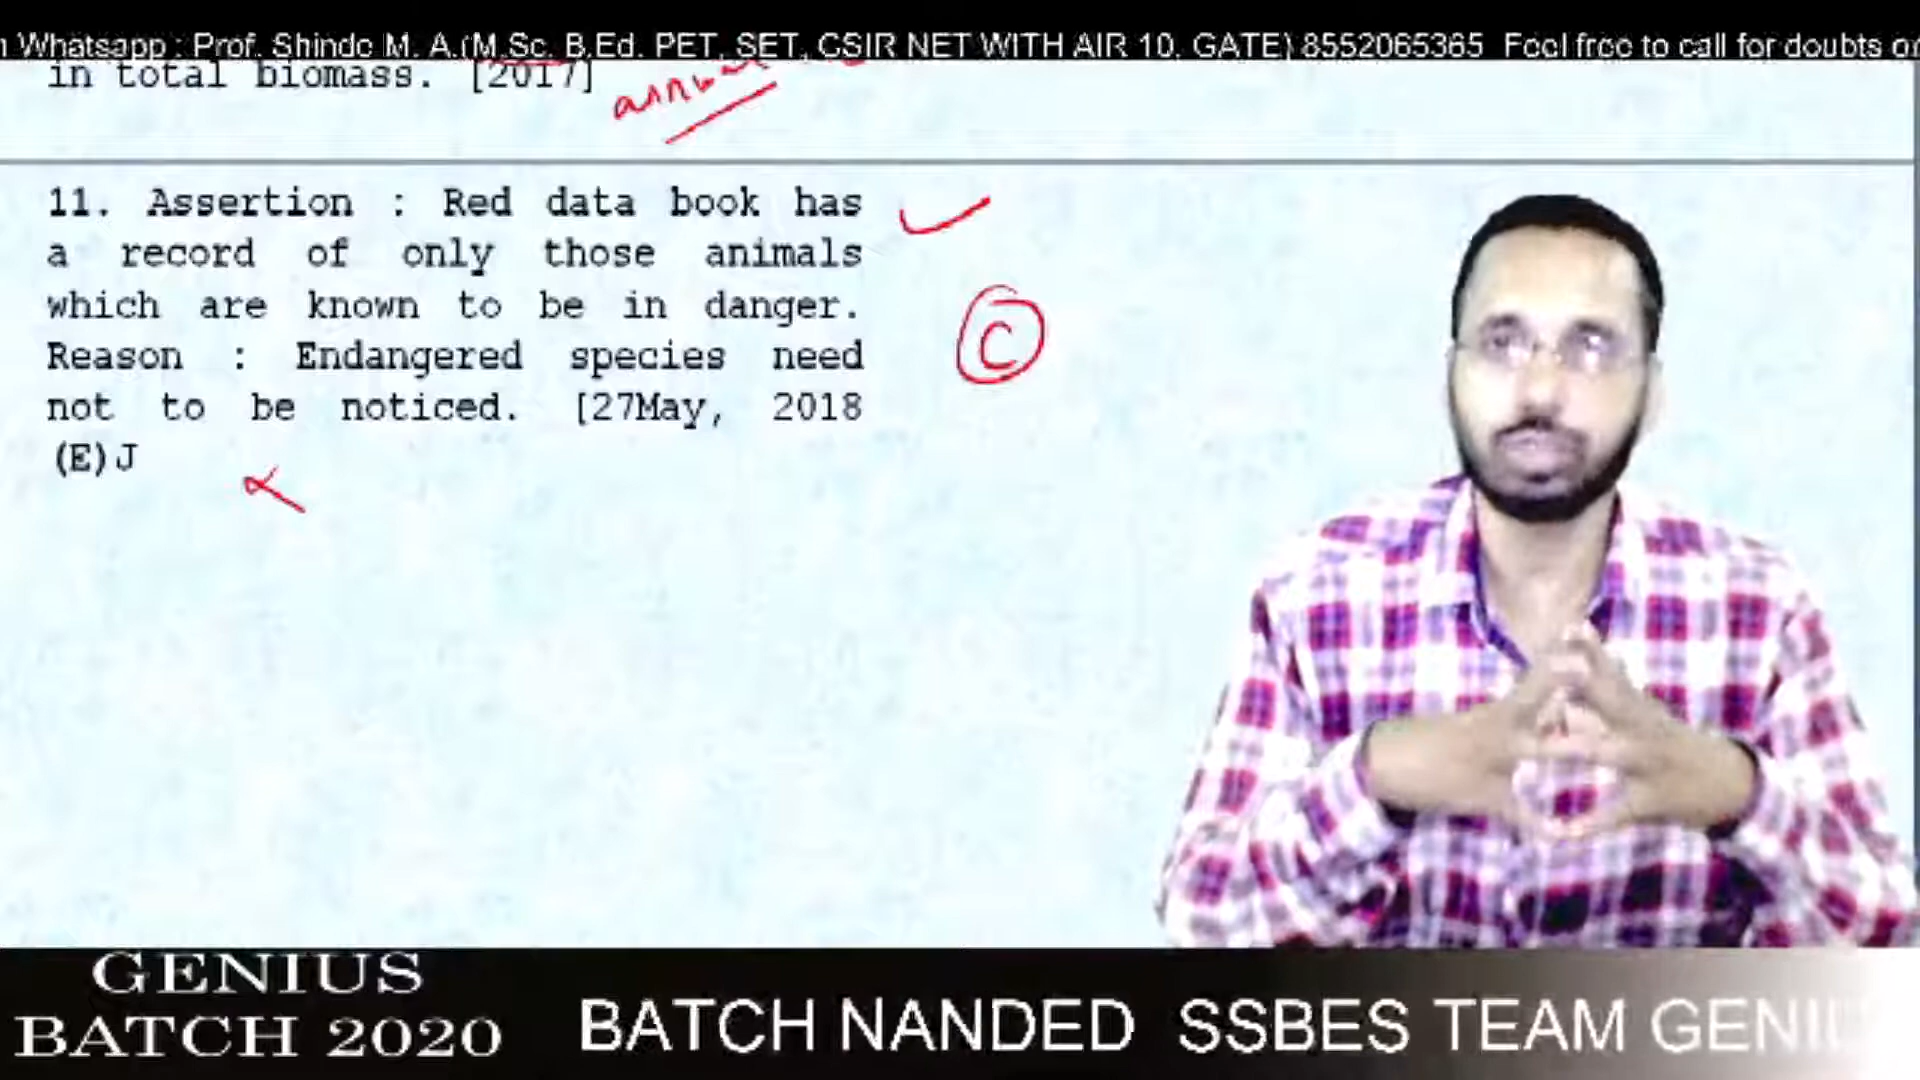 Whatsapp : Prof. Shinde M. A.(M.Sc. B.Ed. PET, SET, CSIR NET WITH AIR 10, GATE) 8552065365 Feel free to call for doubts
in total biomass. [2017]
11. Assertion : Red data book has
a record of only those animals
which are known to be in danger.
Reason : Endangered species need
not to be noticed. [27May, 2018
(E)J
C
GENIUS
BATCH 2020
BATCH NANDED SSBES TEAM